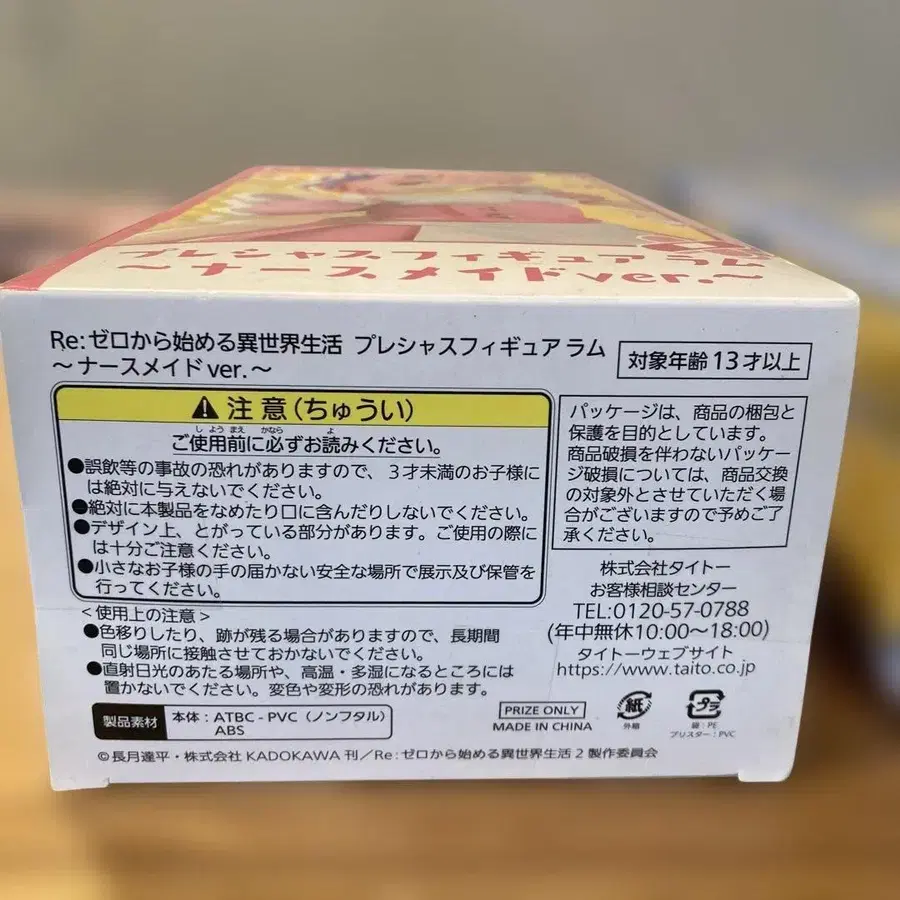 プレシャスフィギュア ラム
～ナースメイドver.～
Re:ゼロから始める異世界生活 プレシャスフィギュア ラム
～ナースメイドver.～
対象年齢13才以上
注意(ちゅうい)
しようまえ かなら よ
ご使用前に必ずお読みください。
●誤飲等の事故の恐れがありますので、3才未満のお子様に
は絶対に与えないでください。
●絶対に本製品をなめたり口に含んだりしないでください。
●デザイン上、とがっている部分があります。ご使用の際に
は十分ご注意ください。
●小さなお子様の手の届かない安全な場所で展示及び保管を
行ってください。
<使用上の注意>
●色移りしたり、跡が残る場合がありますので、長期間
同じ場所に接触させておかないでください。
●直射日光のあたる場所や、高温・多湿になるところには
置かないでください。変色や変形の恐れがあります。
製品素材
本体：ATBC-PVC（ノンフタル）
ABS
パッケージは、商品の梱包と
保護を目的としています。
商品破損を伴わないパッケー
ジ破損については、商品交換
の対象外とさせていただく場
合がございますので予めご了
承ください。
株式会社タイトー
お客様相談センター
TEL:0120-57-0788
(年中無休10:00～18:00)
タイトーウェブサイト
https://www.taito.co.jp
PRIZE ONLY
MADE IN CHINA
紙
外箱
プラ
袋：PE
ブリスター：PVC
©長月達平・株式会社KADOKAWA刊／Re:ゼロから始める異世界生活2製作委員会